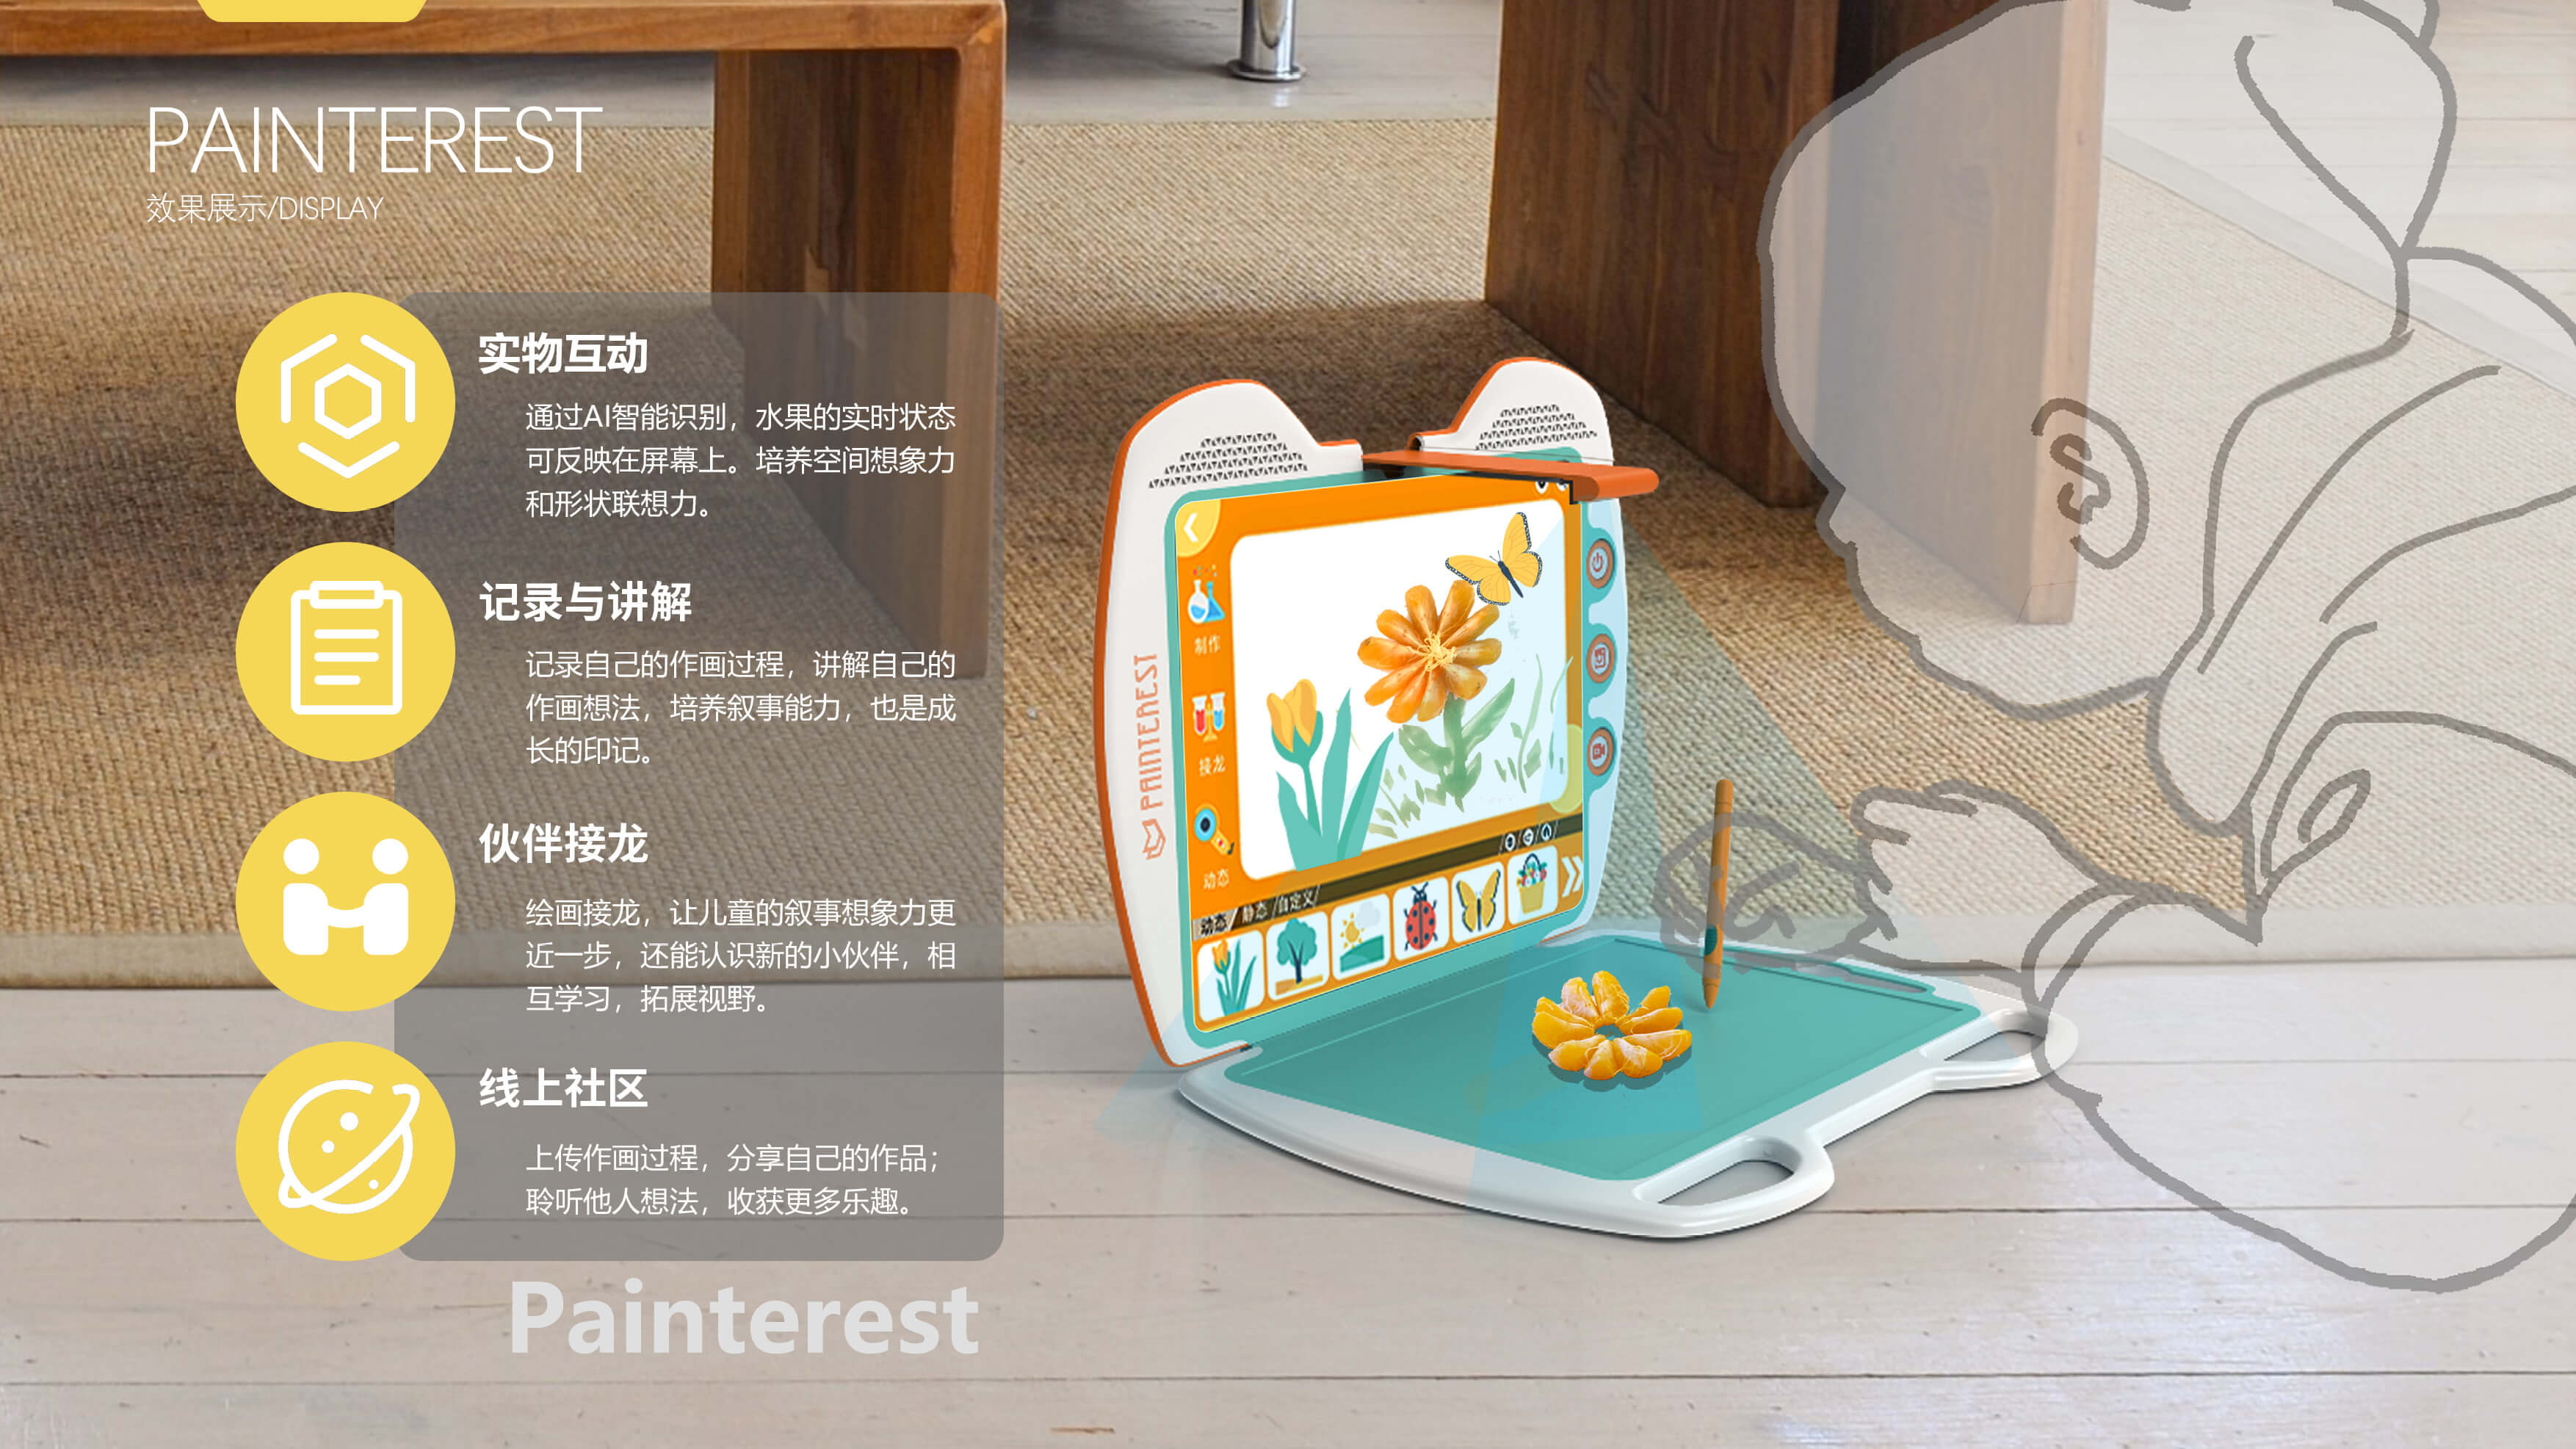 PAINTEREST
效果展示/DISPLAY
实物互动
通过AI智能识别，水果的实时状态
可反映在屏幕上。培养空间想象力
和形状联想力。
记录与讲解
记录自己的作画过程，讲解自己的
作画想法，培养叙事能力，也是成
长的印记。
伙伴接龙
绘画接龙，让儿童的叙事想象力更
近一步，还能认识新的小伙伴，相
互学习，拓展视野。
线上社区
上传作画过程，分享自己的作品；
聆听他人想法，收获更多乐趣。
Painterest
PAINTEREST
制作
接龙
动态
动态/静态/自定义/